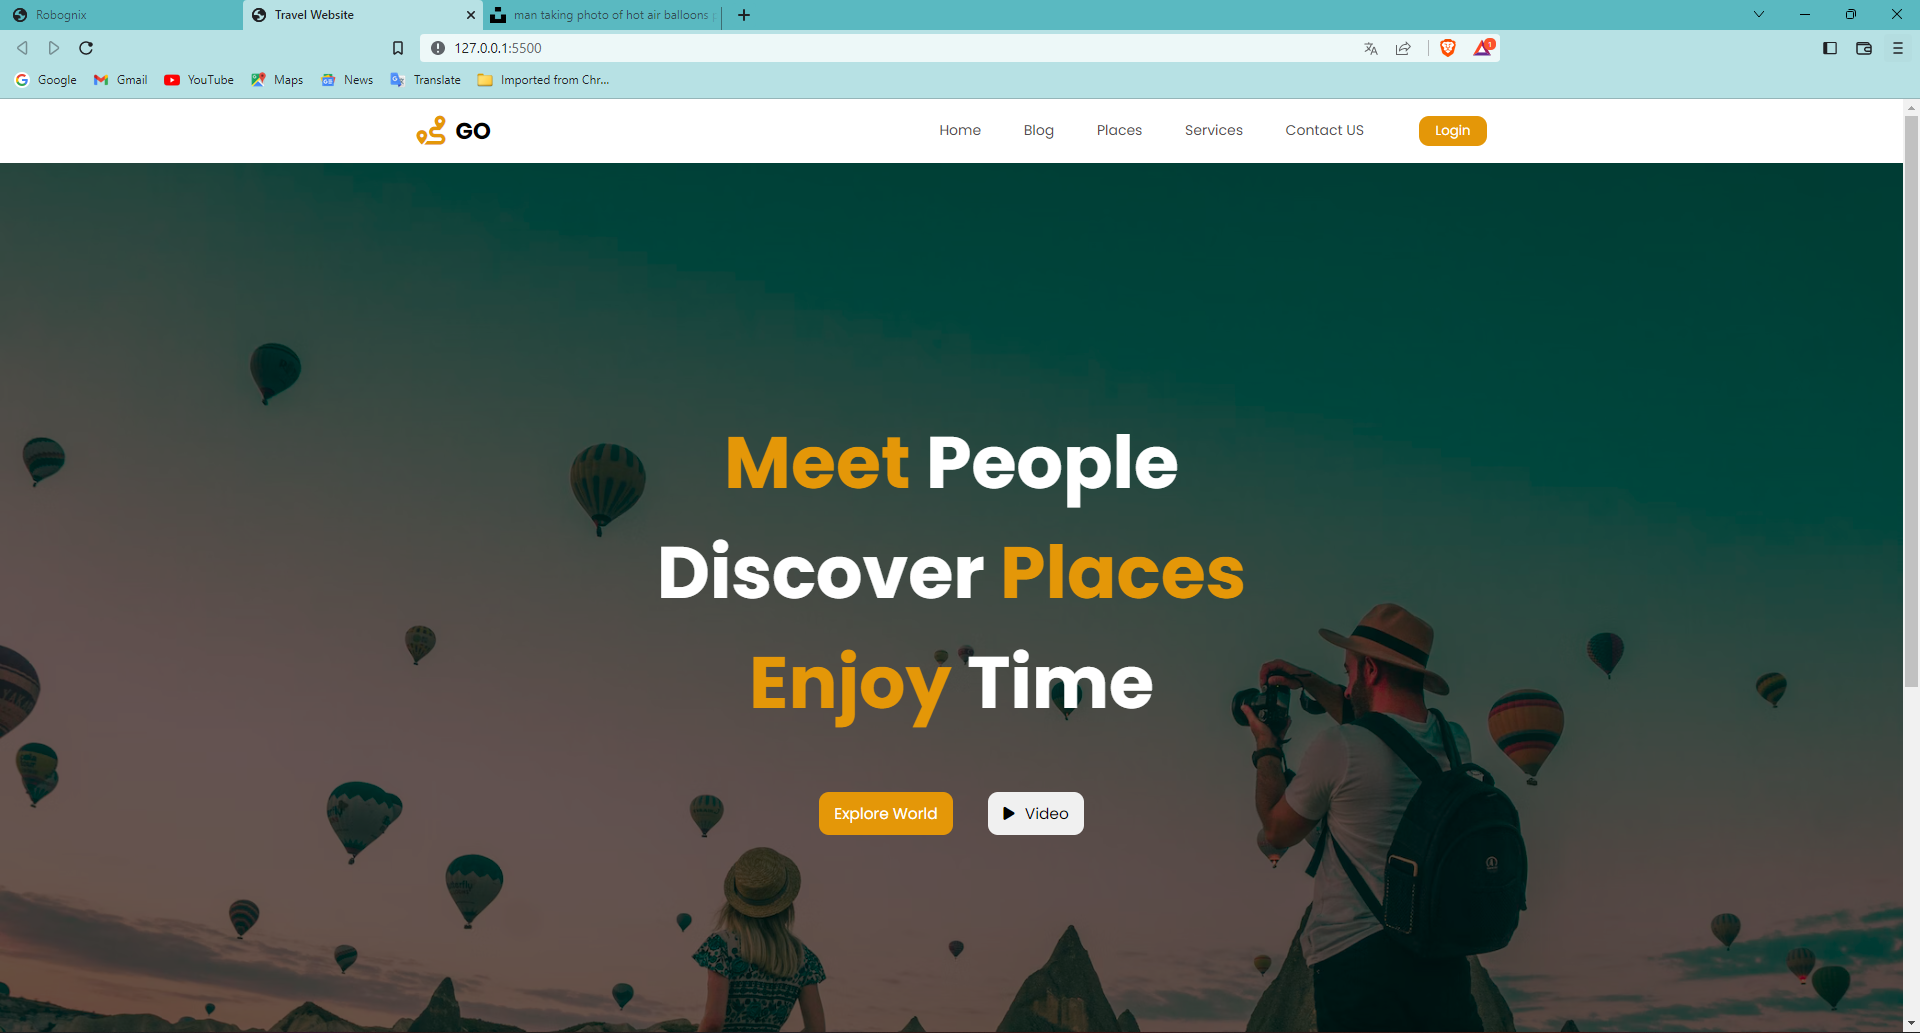 Robognix
Travel Website
man taking photo of hot air balloons
127.0.0.1:5500
1
Google
Gmail
YouTube
Maps
News
Translate
Imported from Chr...
GO
Home
Blog
Places
Services
Contact US
Login
Meet People
Discover Places
Enjoy Time
Explore World
Video